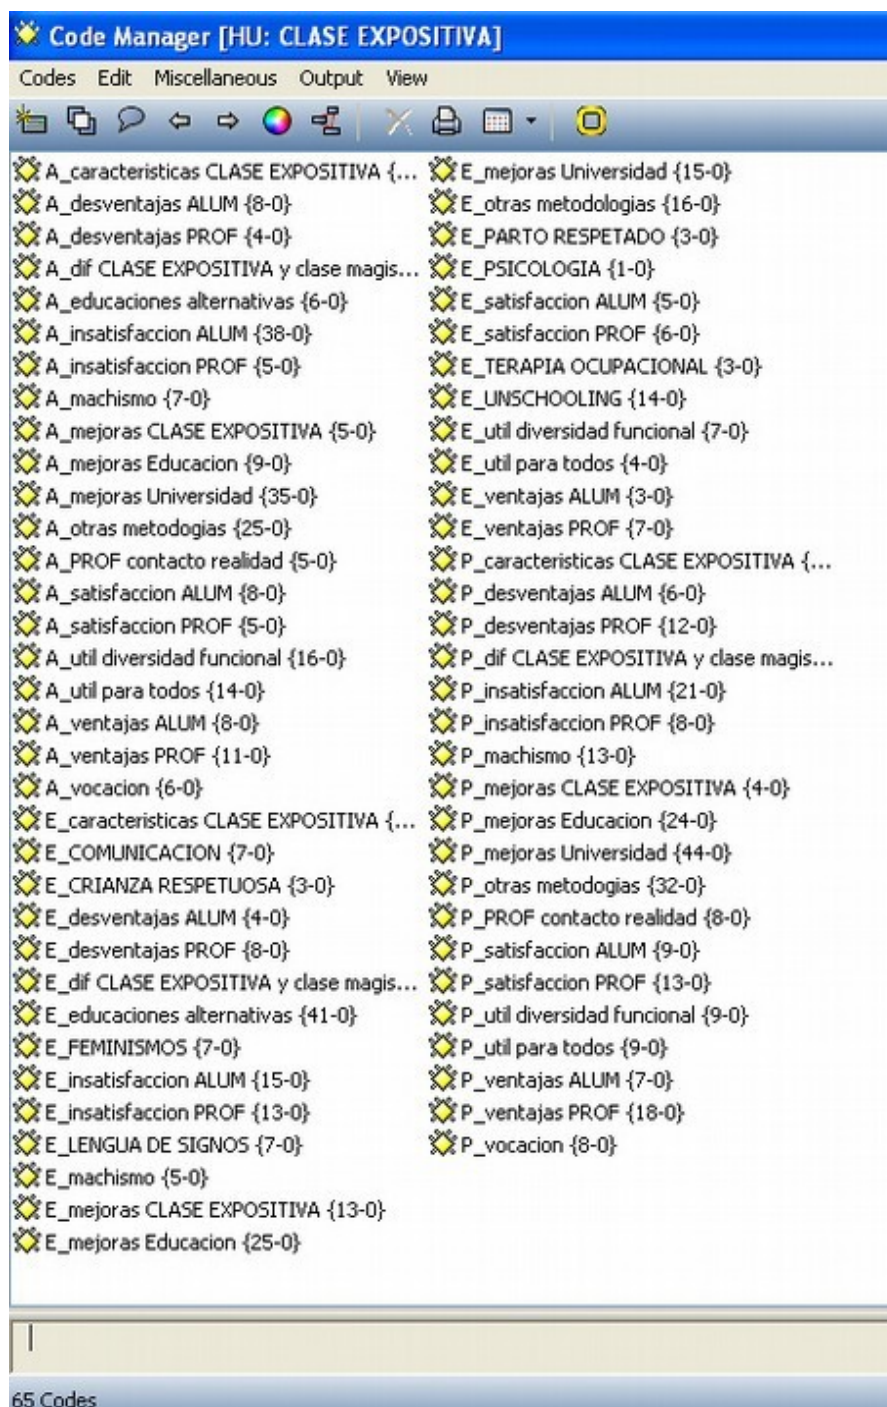 Code Manager [HU: CLASE EXPOSITIVA]
Codes Edit Miscellaneous Output View
A_caracteristicas CLASE EXPOSITIVA {...
A_desventajas ALUM {8-0}
A_desventajas PROF {4-0}
A_dif CLASE EXPOSITIVA y clase magis...
A_educaciones alternativas {6-0}
A_insatisfaccion ALUM {38-0}
A_insatisfaccion PROF {5-0}
A_machismo {7-0}
A_mejoras CLASE EXPOSITIVA {5-0}
A_mejoras Educacion {9-0}
A_mejoras Universidad {35-0}
A_otras metodogias {25-0}
A_PROF contacto realidad {5-0}
A_satisfaccion ALUM {8-0}
A_satisfaccion PROF {5-0}
A_util diversidad funcional {16-0}
A_util para todos {14-0}
A_ventajas ALUM {8-0}
A_ventajas PROF {11-0}
A_vocacion {6-0}
E_caracteristicas CLASE EXPOSITIVA {...
E_COMUNICACION {7-0}
E_CRIANZA RESPETUOSA {3-0}
E_desventajas ALUM {4-0}
E_desventajas PROF {8-0}
E_dif CLASE EXPOSITIVA y clase magis...
E_educaciones alternativas {41-0}
E_FEMINISMOS {7-0}
E_insatisfaccion ALUM {15-0}
E_insatisfaccion PROF {13-0}
E_LENGUA DE SIGNOS {7-0}
E_machismo {5-0}
E_mejoras CLASE EXPOSITIVA {13-0}
E_mejoras Educacion {25-0}
E_mejoras Universidad {15-0}
E_otras metodologias {16-0}
E_PARTO RESPETADO {3-0}
E_PSICOLOGIA {1-0}
E_satisfaccion ALUM {5-0}
E_satisfaccion PROF {6-0}
E_TERAPIA OCUPACIONAL {3-0}
E_UNSCHOOLING {14-0}
E_util diversidad funcional {7-0}
E_util para todos {4-0}
E_ventajas ALUM {3-0}
E_ventajas PROF {7-0}
P_caracteristicas CLASE EXPOSITIVA {...
P_desventajas ALUM {6-0}
P_desventajas PROF {12-0}
P_dif CLASE EXPOSITIVA y clase magis...
P_insatisfaccion ALUM {21-0}
P_insatisfaccion PROF {8-0}
P_machismo {13-0}
P_mejoras CLASE EXPOSITIVA {4-0}
P_mejoras Educacion {24-0}
P_mejoras Universidad {44-0}
P_otras metodogias {32-0}
P_PROF contacto realidad {8-0}
P_satisfaccion ALUM {9-0}
P_satisfaccion PROF {13-0}
P_util diversidad funcional {9-0}
P_util para todos {9-0}
P_ventajas ALUM {7-0}
P_ventajas PROF {18-0}
P_vocacion {8-0}
65 Codes